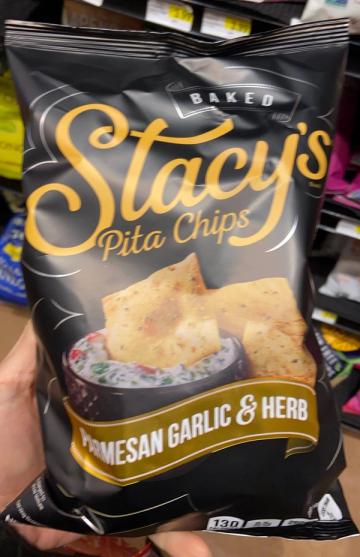 BAKED
Stacy's
Pita Chips
PARMESAN GARLIC & HERB
130